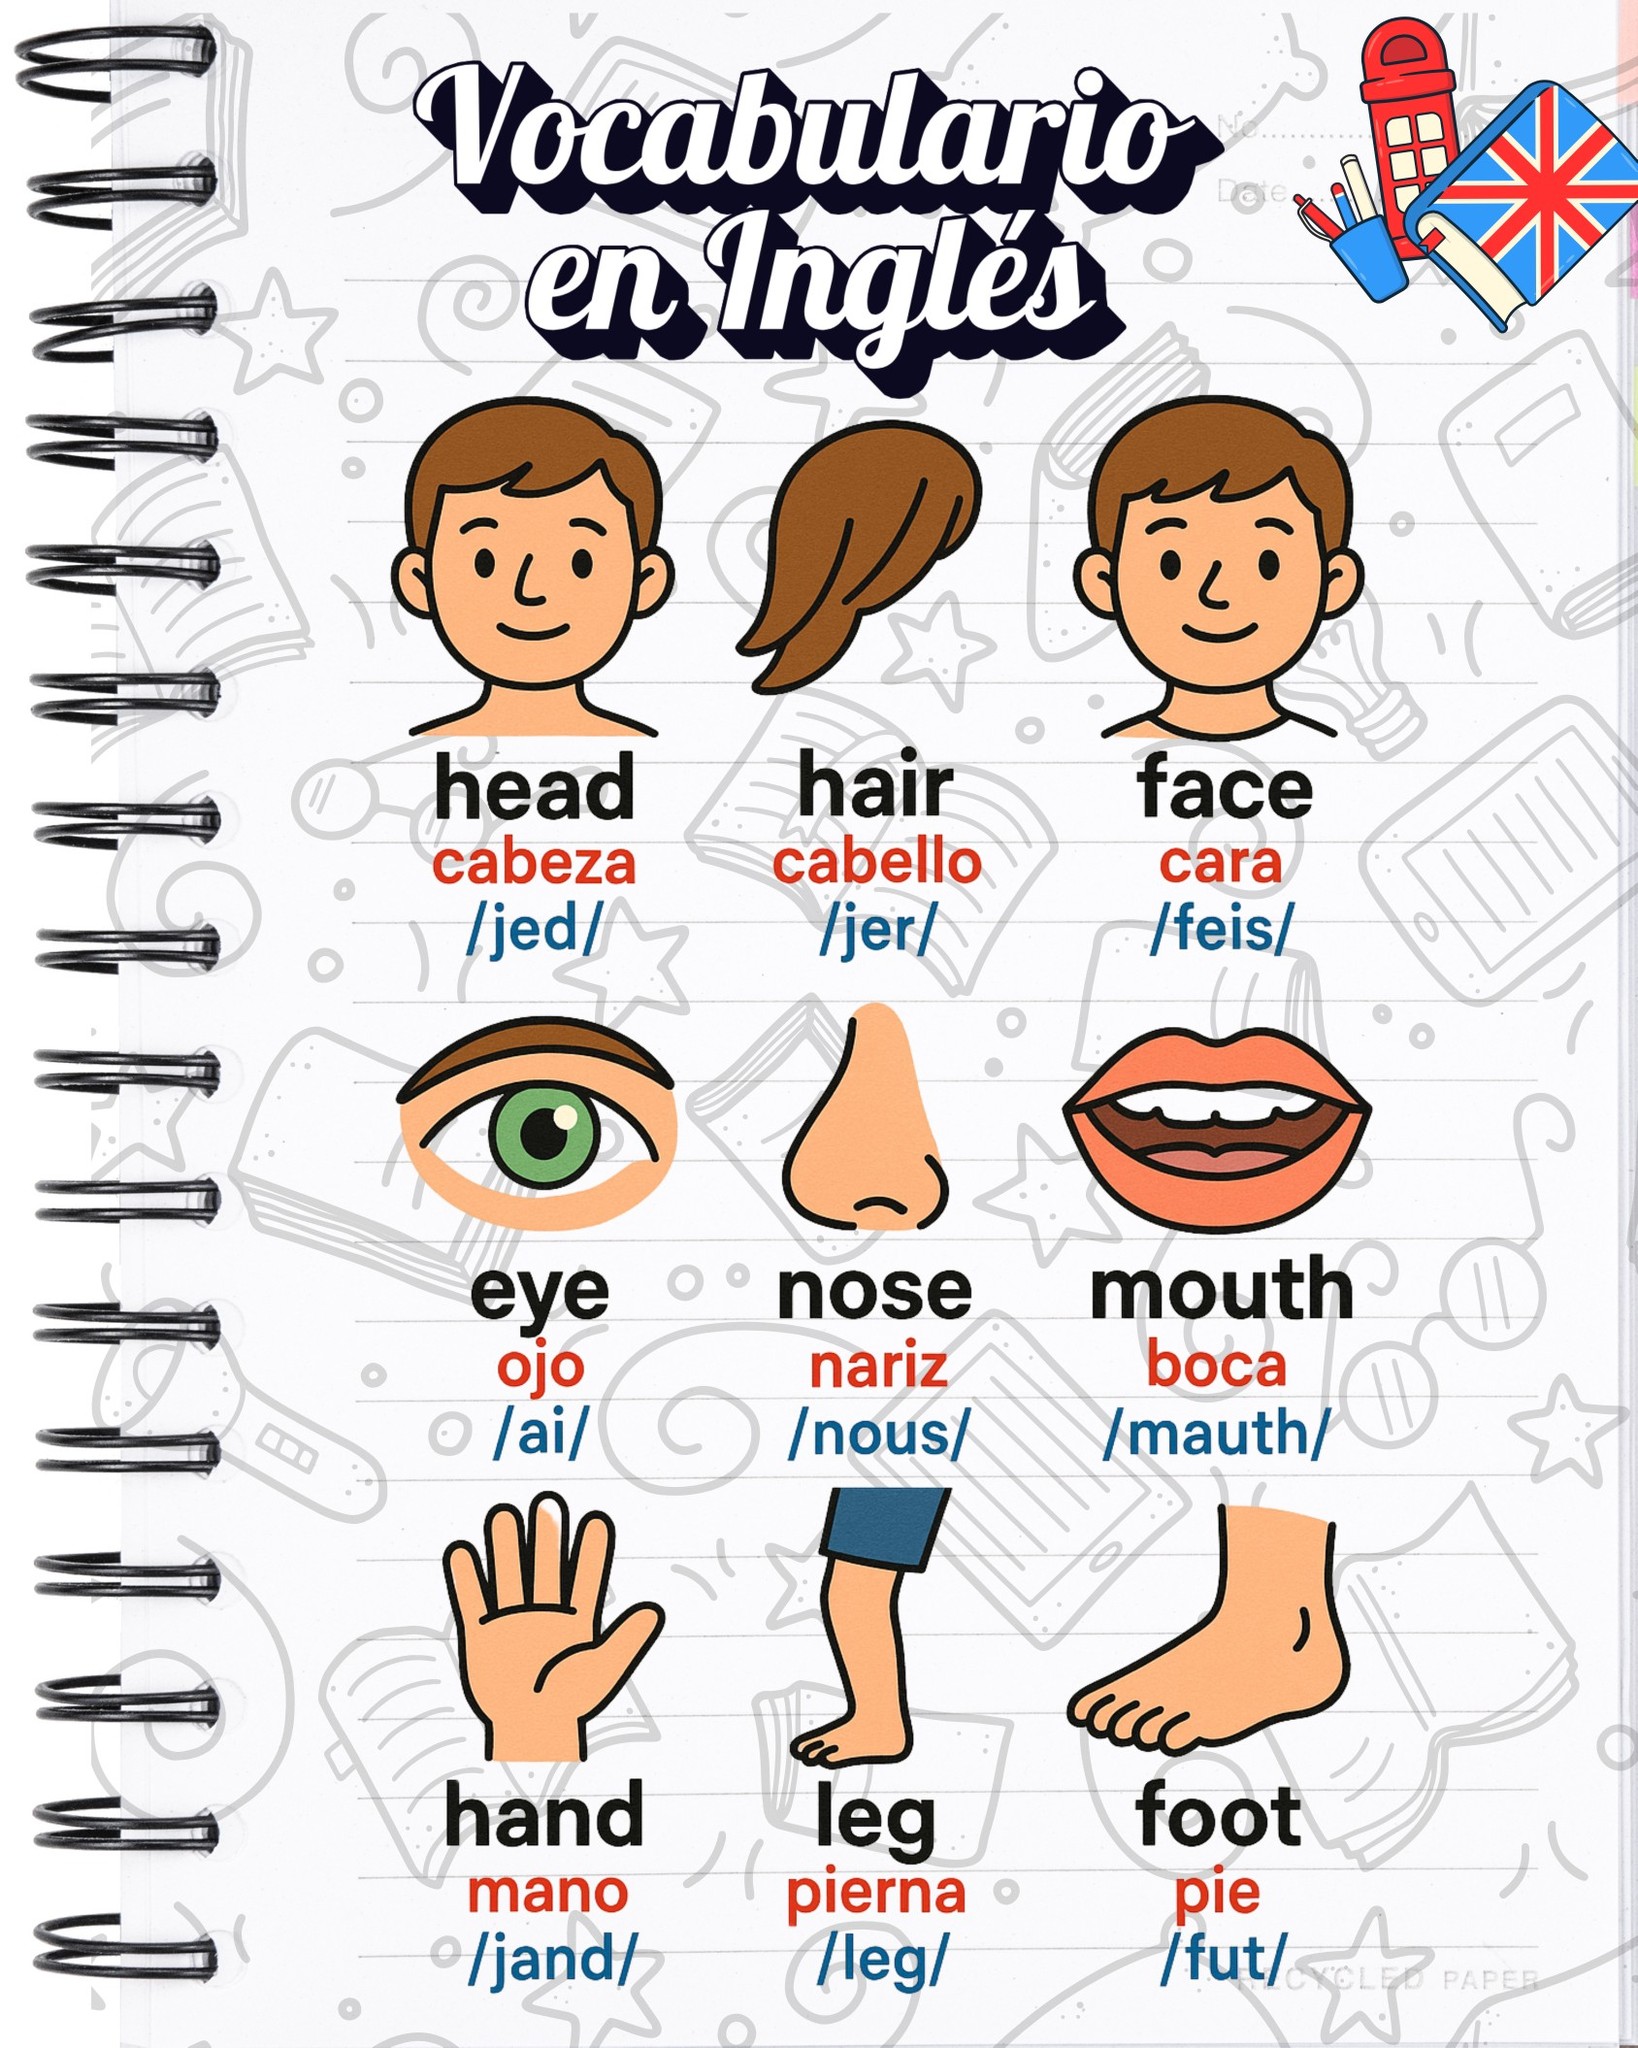 Vocabulario
en Inglés
No.
Date
head hair face
cabeza cabello cara
/jed/ /jer/ /feis/
eye nose mouth
ojo nariz boca
/ai/ /nous/ /mauth/
hand leg foot
mano pierna pie
/jand/ /leg/ /fut/
RECYCLED PAPER